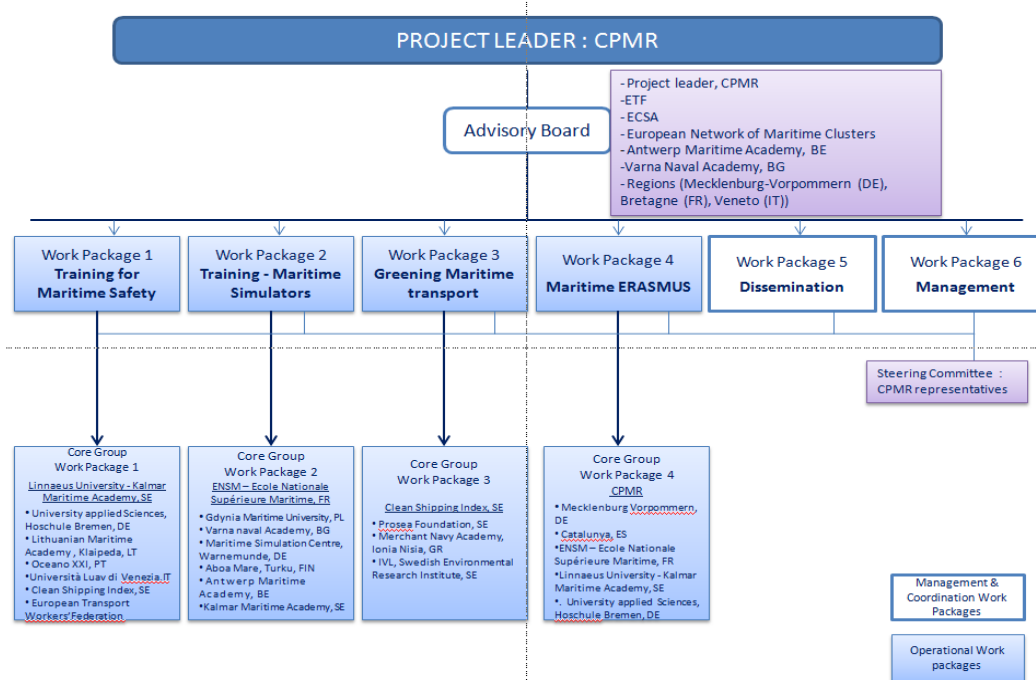 PROJECT LEADER : CPMR
Advisory Board
-Project leader, CPMR
-ETF
-ECSA
-European Network of Maritime Clusters
-Antwerp Maritime Academy, BE
-Varna Naval Academy, BG
-Regions (Mecklenburg-Vorpommern (DE),
Bretagne (FR), Veneto (IT))
Work Package 1
Training for
Maritime Safety
Work Package 2
Training - Maritime
Simulators
Work Package 3
Greening Maritime
transport
Work Package 4
Maritime ERASMUS
Work Package 5
Dissemination
Work Package 6
Management
Steering Committee :
CPMR representatives
Core Group
Work Package 1
Linnaeus University - Kalmar
Maritime Academy, SE
• University applied Sciences,
Hoschule Bremen, DE
• Lithuanian Maritime
Academy , Klaipeda, LT
• Oceano XXI, PT
•Università Luav di Venezia.IT
• Clean Shipping Index, SE
• European Transport
Workers'Federation
Core Group
Work Package 2
ENSM – Ecole Nationale
Supérieure Maritime, FR
• Gdynia Maritime University, PL
• Varna naval Academy, BG
• Maritime Simulation Centre,
Warnemunde, DE
• Aboa Mare, Turku, FIN
• Antwerp Maritime
Academy, BE
•Kalmar Maritime Academy, SE
Core Group
Work Package 3
Clean Shipping Index, SE
• Prosea Foundation, SE
• Merchant Navy Academy,
Ionia Nisia, GR
• IVL, Swedish Environmental
Research Institute, SE
Core Group
Work Package 4
CPMR
• Mecklenburg Vorpommern,
DE
• Catalunya, ES
•ENSM – Ecole Nationale
Supérieure Maritime, FR
•Linnaeus University - Kalmar
Maritime Academy, SE
•. University applied Sciences,
Hoschule Bremen, DE
Management &
Coordination Work
Packages
Operational Work
packages